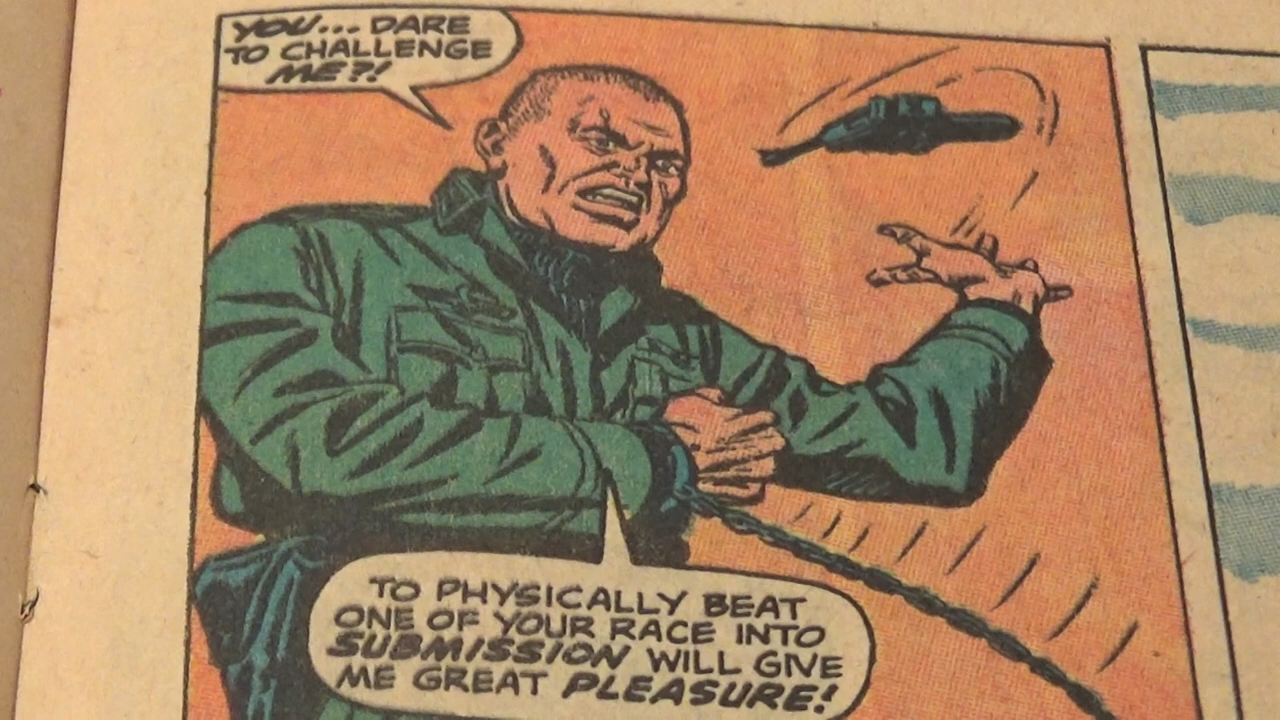 YOU... DARE
TO CHALLENGE
ME?!
TO PHYSICALLY BEAT
ONE OF YOUR RACE INTO
SUBMISSION WILL GIVE
ME GREAT PLEASURE!